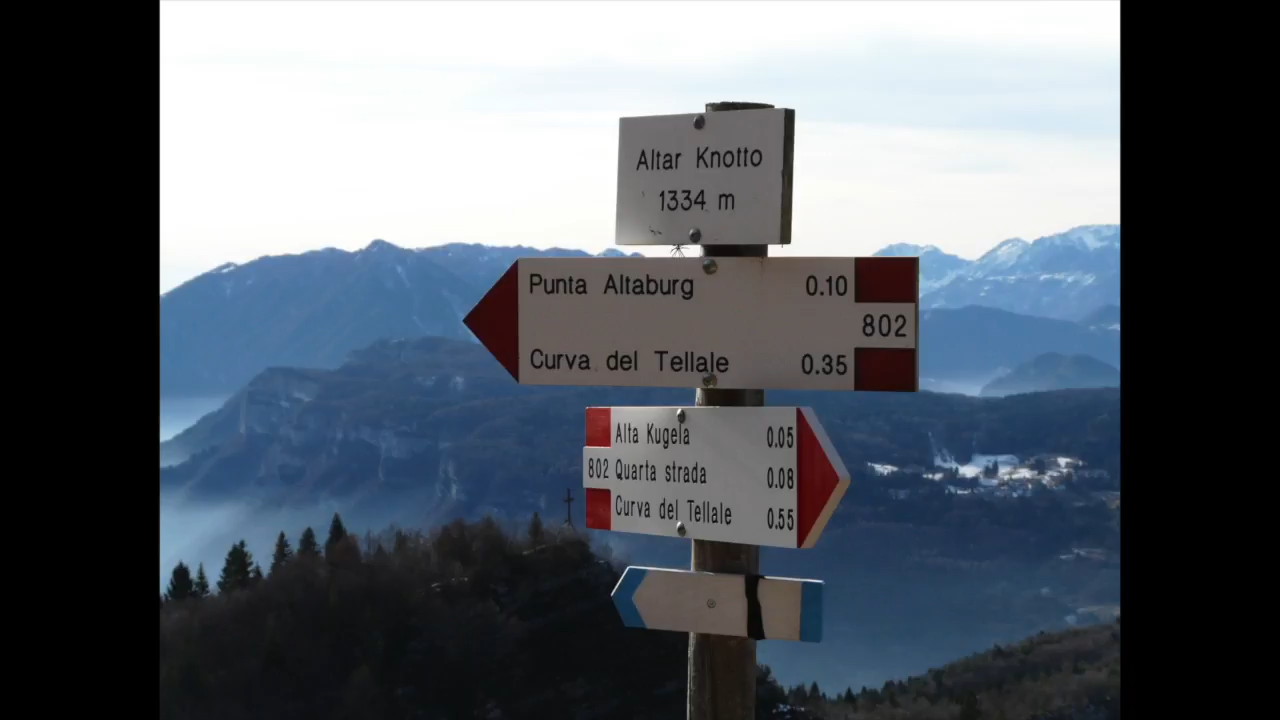 Altar Knotto
1334 m
Punta Altaburg 0.10
802
Curva del Tellale 0.35
Alta Kugela 0.05
802 Quarta strada 0.08
Curva del Tellale 0.55